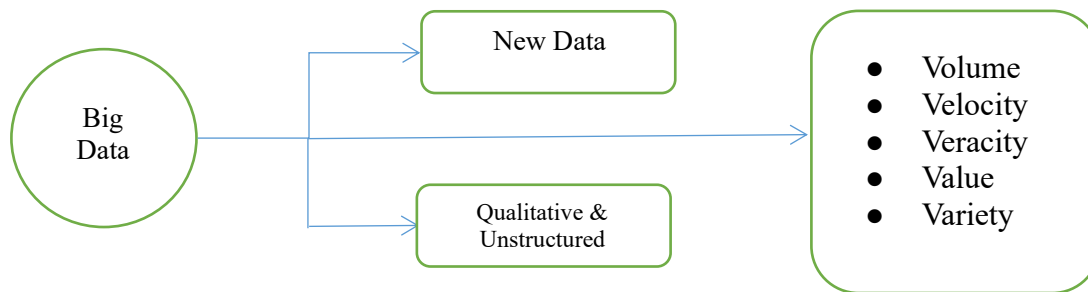 Big
Data
New Data
Qualitative &
Unstructured
● Volume
● Velocity
● Veracity
● Value
● Variety